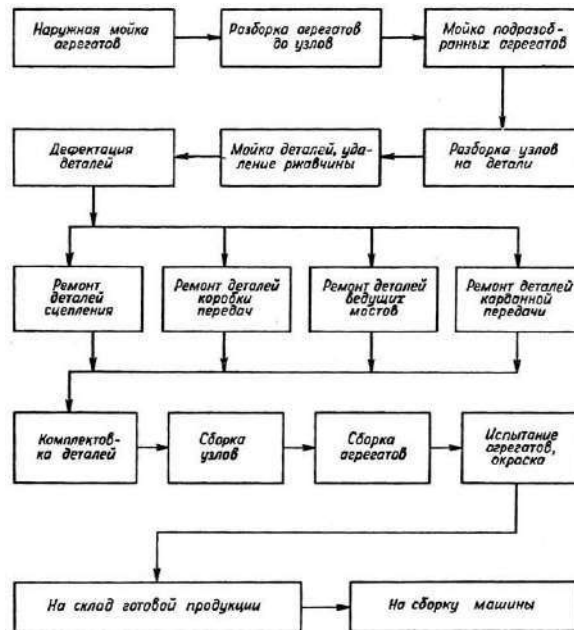 Наружная мойка
агрегатов
Разборка агрегатов
до узлов
Мойка подразоб-
ранных агрегатов
Дефектация
деталей
Мойка деталей, уда-
ление ржавчины
Разборка узлов
на детали
Ремонт
деталей
сцепления
Ремонт деталей
коробки
передач
Ремонт деталей
ведущих
мостов
Ремонт деталей
карданной
передачи
Комплектов-
ка деталей
Сборка
узлов
Сборка
агрегатов
Испытание
агрегатов,
окраска
На склад готовой продукции
На сборку машины